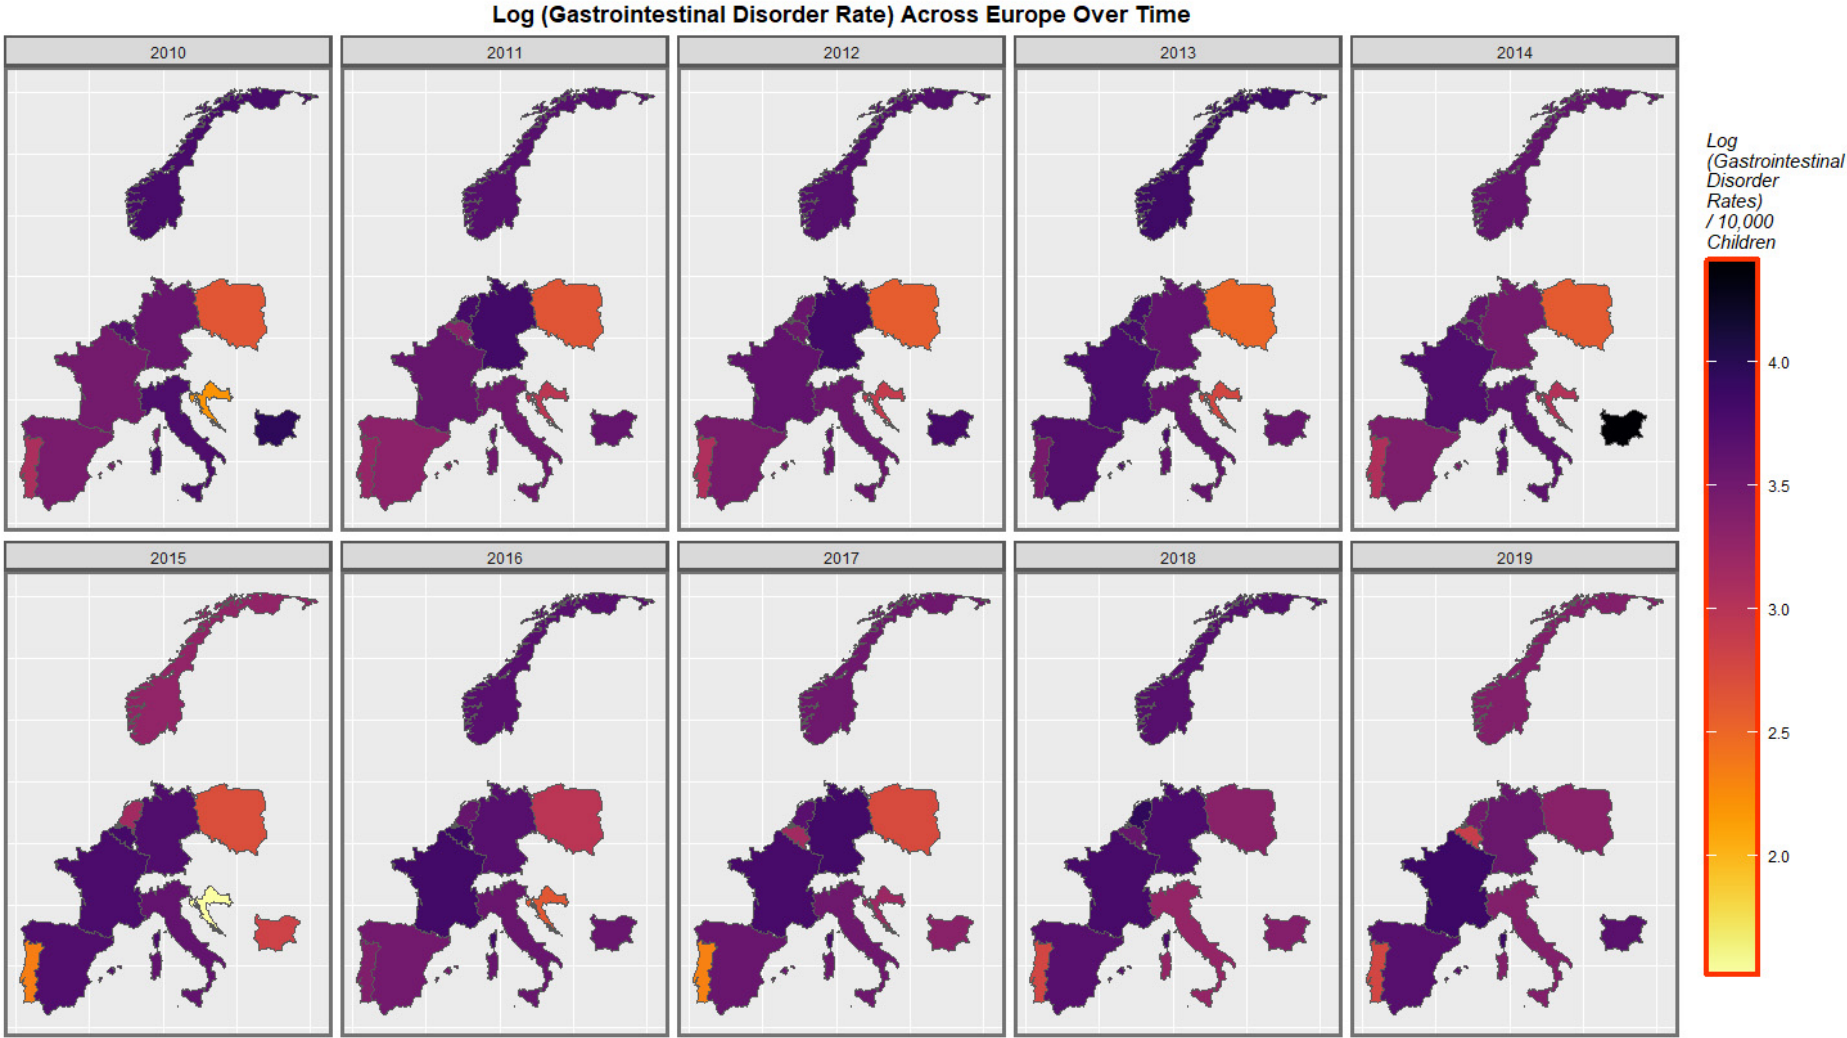 Log (Gastrointestinal Disorder Rate) Across Europe Over Time
2010
2011
2012
2013
2014
Log
(Gastrointestinal
Disorder
Rates)
/ 10,000
Children
4.0
3.5
3.0
2.5
2.0
2015
2016
2017
2018
2019